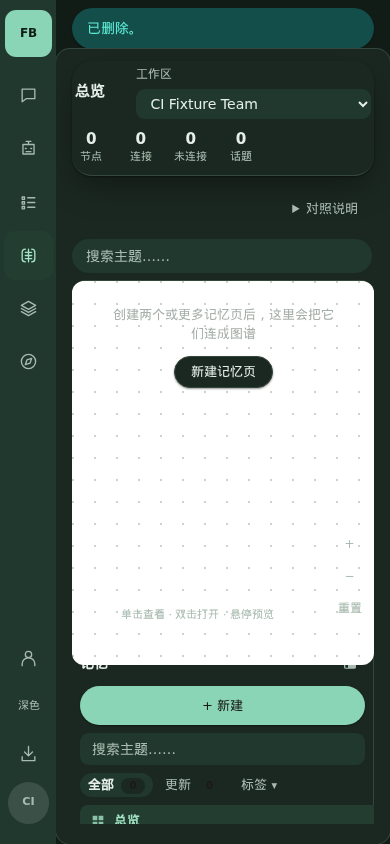 FB
已删除。
工作区
总览
CI Fixture Team
0
0
0
0
节点
连接
未连接
话题
▶ 对照说明
搜索主题……
创建两个或更多记忆页后，这里会把它
们连成图谱
新建记忆页
+
−
重置
单击查看 · 双击打开 · 悬停预览
记忆
深色
+ 新建
搜索主题……
CI
全部 0 更新 0 标签 ▾
总览